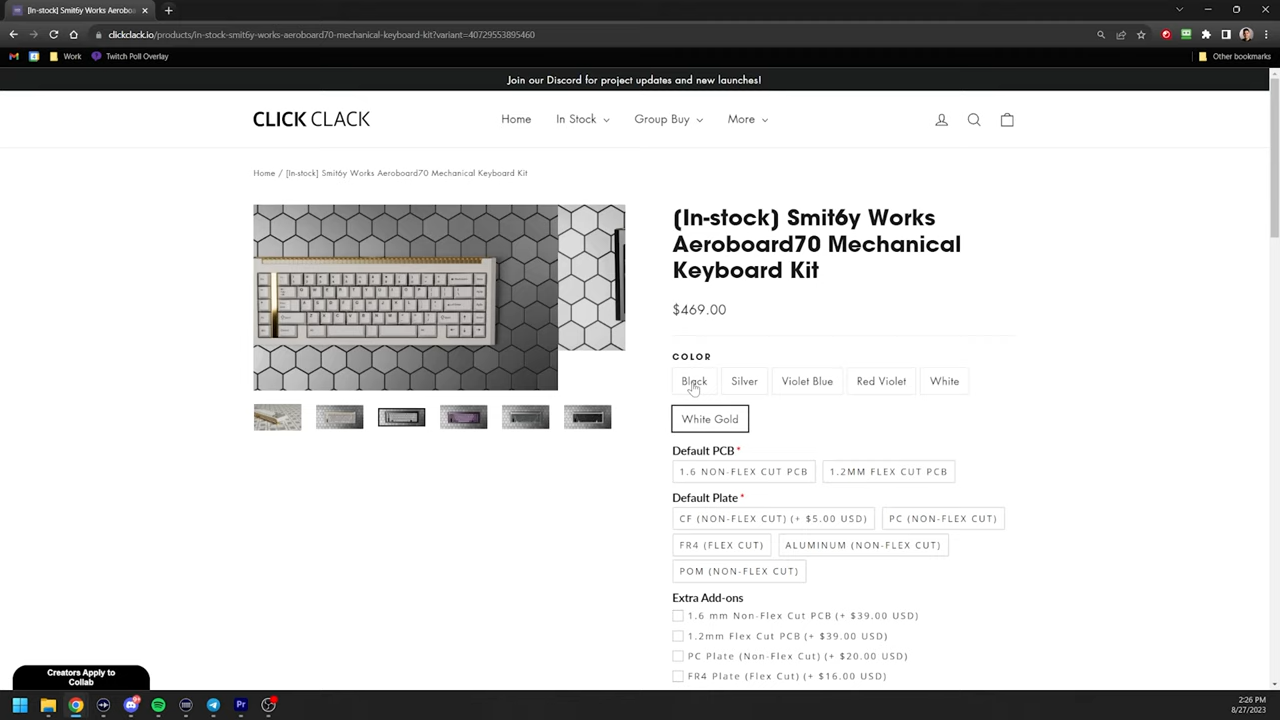 [In-stock] Smit6y Works Aeroboa
clickclack.io/products/in-stock-smit6y-works-aeroboard70-mechanical-keyboard-kit?variant=40729553895460
Work
Twitch Poll Overlay
Other bookmarks
Join our Discord for project updates and new launches!
CLICK CLACK
Home
In Stock
Group Buy
More
Home / [In-stock] Smit6y Works Aeroboard70 Mechanical Keyboard Kit
[In-stock] Smit6y Works
Aeroboard70 Mechanical
Keyboard Kit
$469.00
COLOR
Black
Silver
Violet Blue
Red Violet
White
White Gold
Default PCB *
1.6 NON-FLEX CUT PCB
1.2MM FLEX CUT PCB
Default Plate *
CF (NON-FLEX CUT) (+ $5.00 USD)
PC (NON-FLEX CUT)
FR4 (FLEX CUT)
ALUMINUM (NON-FLEX CUT)
POM (NON-FLEX CUT)
Extra Add-ons
1.6 mm Non-Flex Cut PCB (+ $39.00 USD)
1.2mm Flex Cut PCB (+ $39.00 USD)
PC Plate (Non-Flex Cut) (+ $20.00 USD)
FR4 Plate (Flex Cut) (+ $16.00 USD)
Creators Apply to
Collab
2:26 PM
8/27/2023